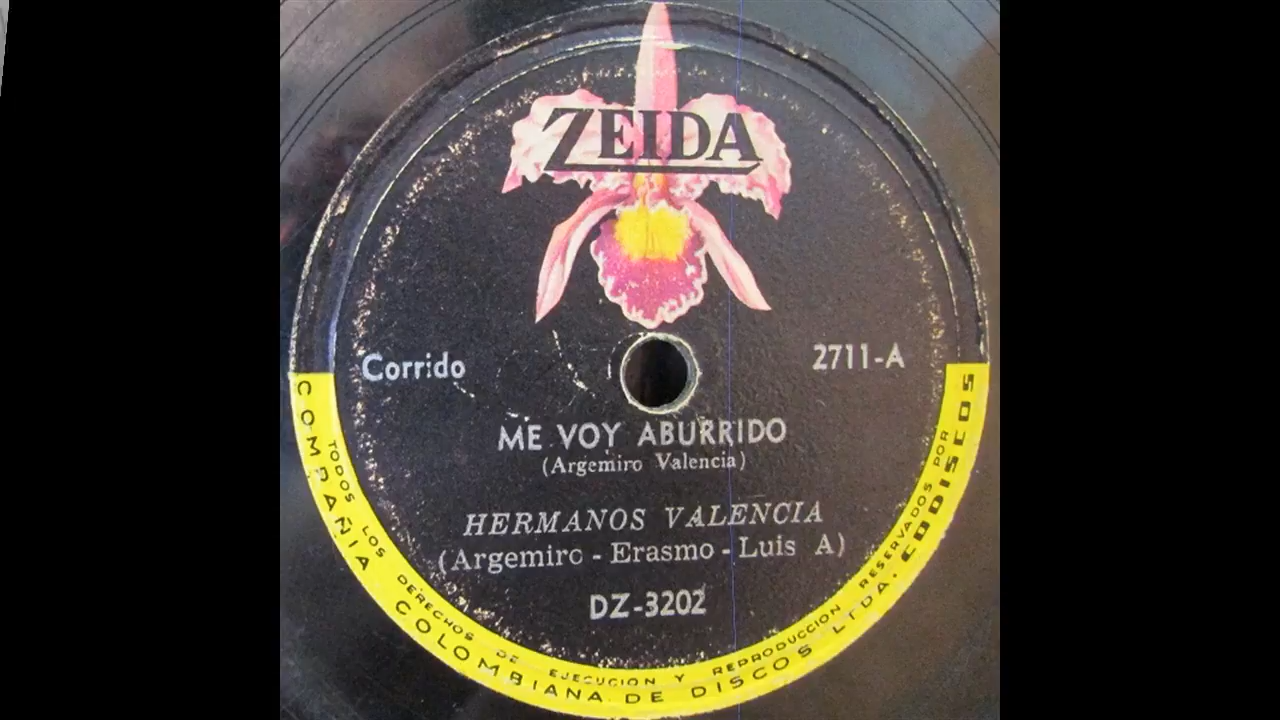 ZEIDA
Corrido
2711-A
ME VOY ABURRIDO
(Argemiro Valencia)
HERMANOS VALENCIA
(Argemiro - Erasmo - Luis A)
DZ-3202
TODOS LOS DERECHOS DE EJECUCION Y REPRODUCCION RESERVADOS POR
COMPAÑIA COLOMBIANA DE DISCOS LTDA. CODISCOS